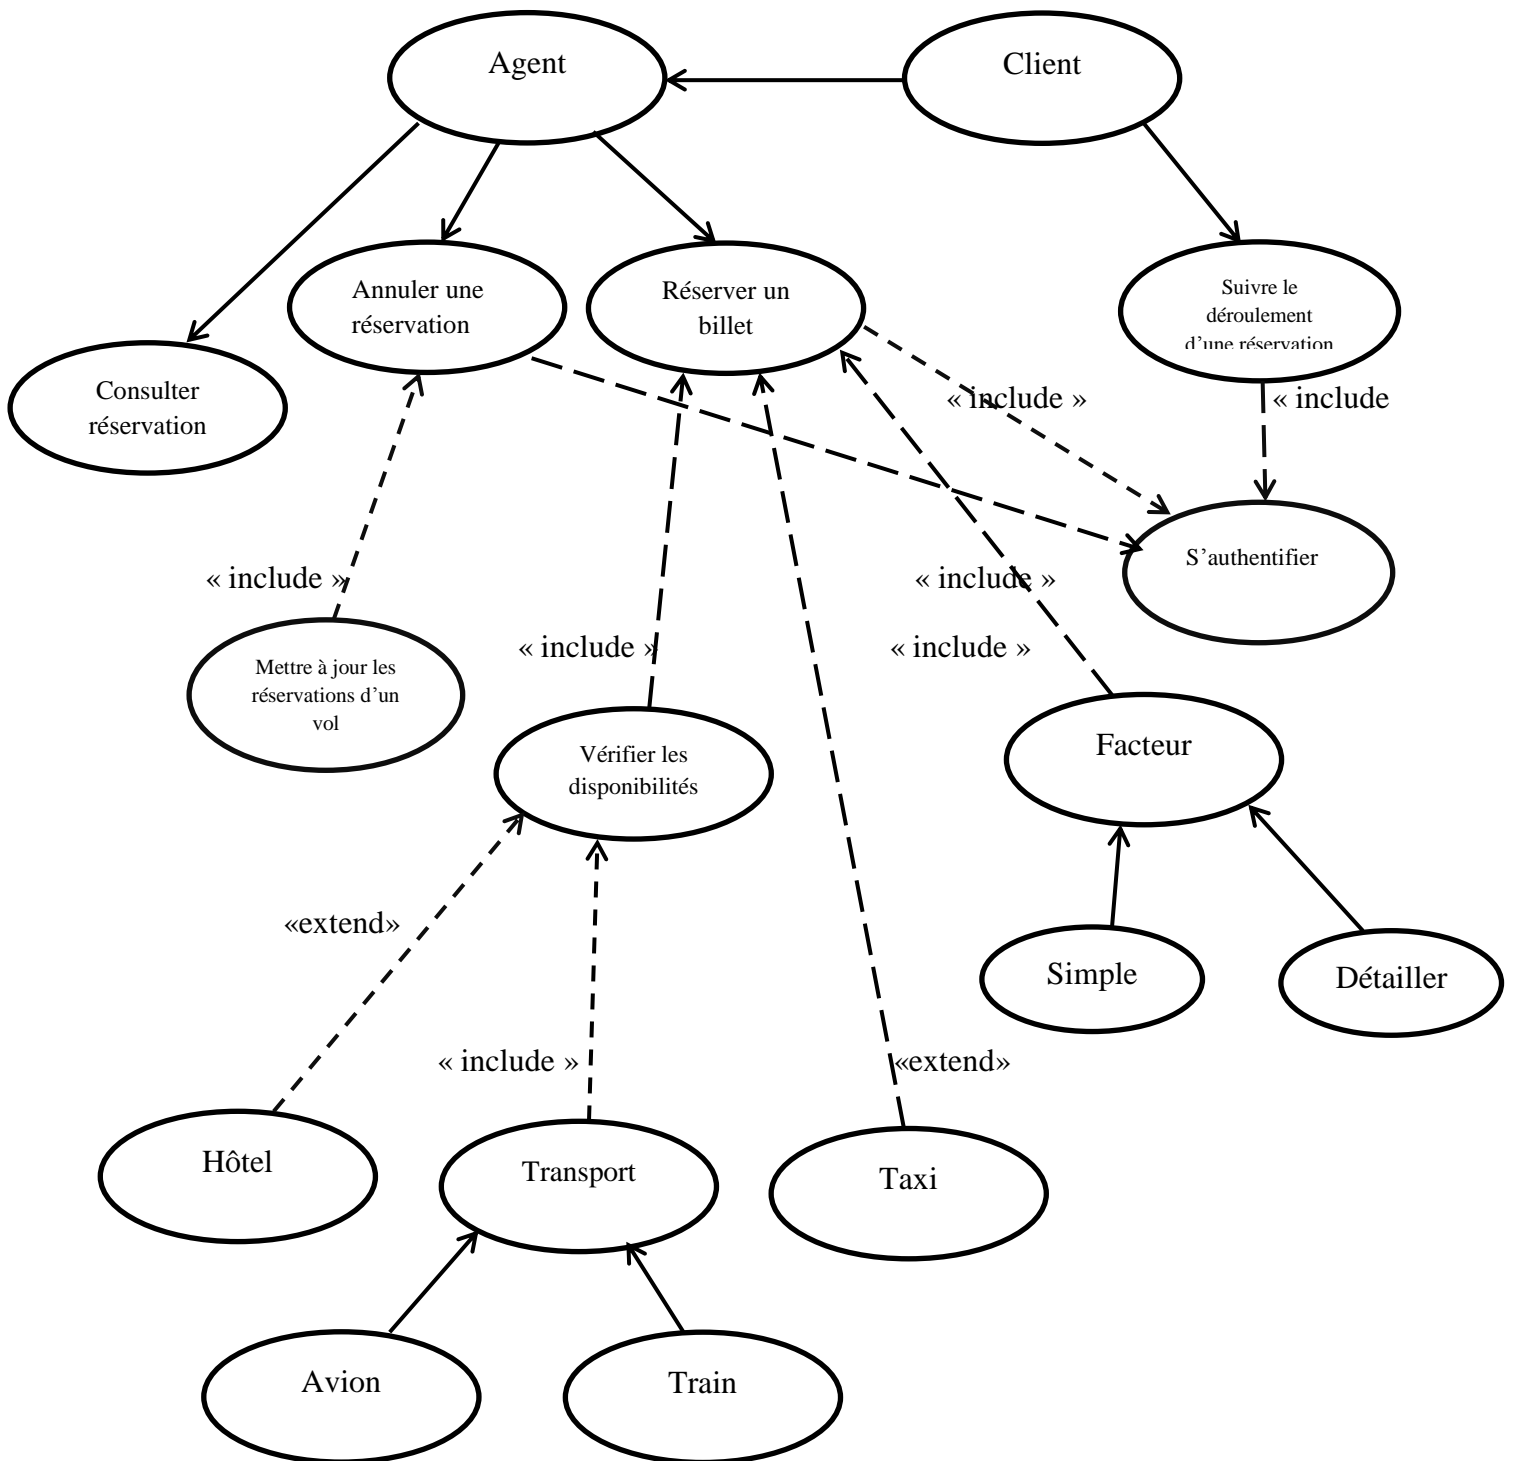 Agent
Client
Annuler une
réservation
Réserver un
billet
Suivre le
déroulement
d'une réservation
Consulter
réservation
« include »
« include
S'authentifier
« include »
« include »
« include »
« include »
Mettre à jour les
réservations d'un
vol
Vérifier les
disponibilités
Facteur
«extend»
Simple
Détailler
« include »
«extend»
Hôtel
Transport
Taxi
Avion
Train